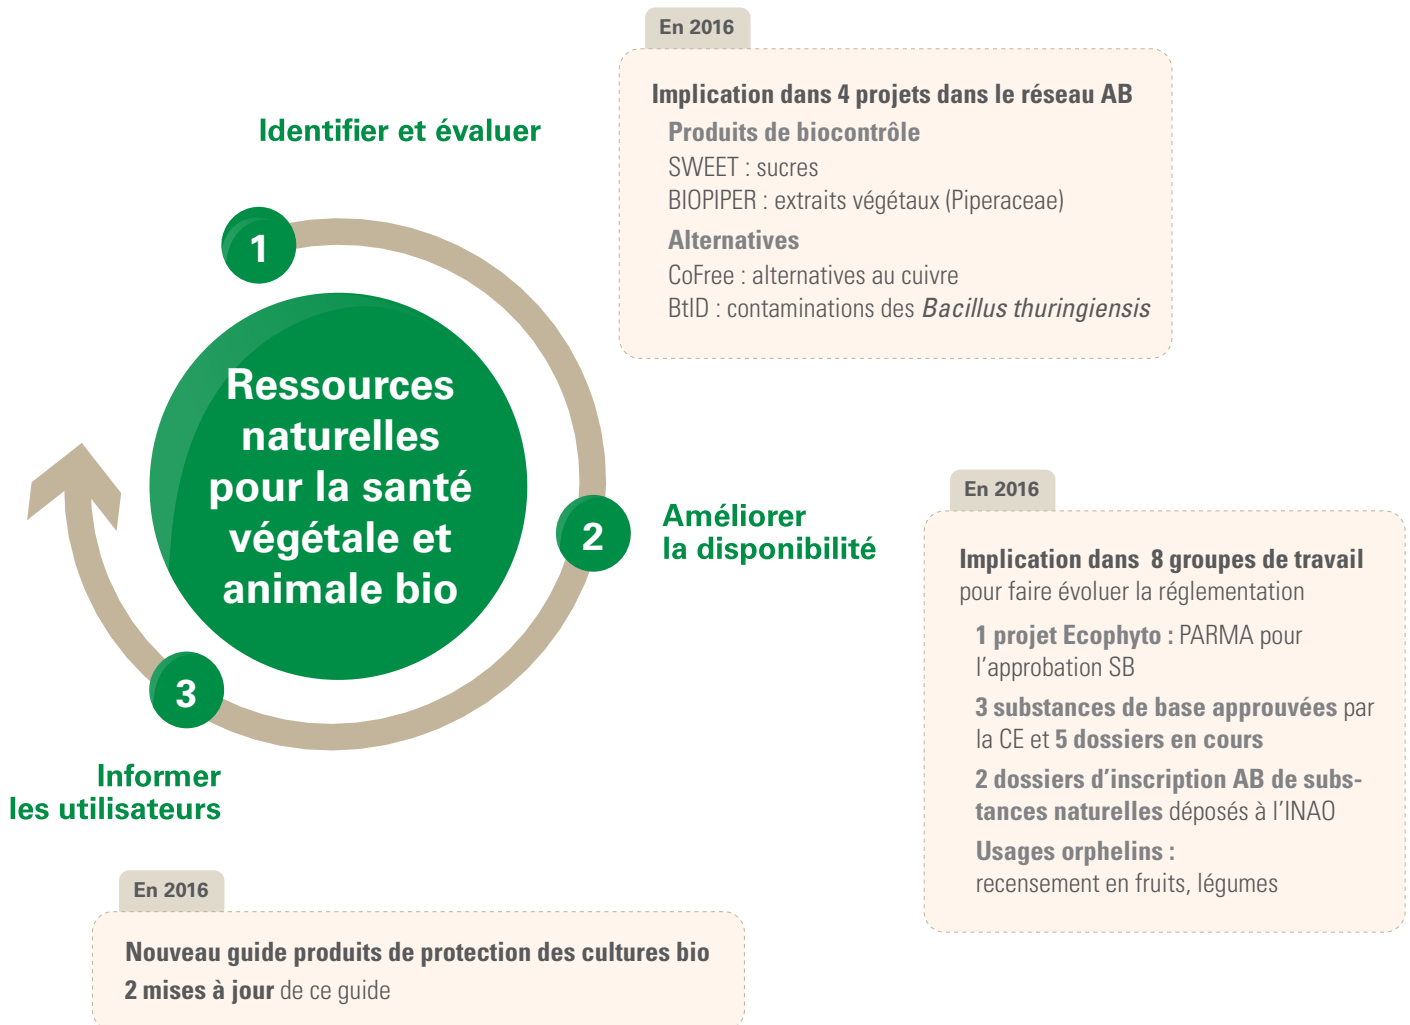 En 2016
Implication dans 4 projets dans le réseau AB
Produits de biocontrôle
SWEET : sucres
BIOPIPER : extraits végétaux (Piperaceae)
Alternatives
CoFree : alternatives au cuivre
BtID : contaminations des Bacillus thuringiensis
Identifier et évaluer
1
Ressources
naturelles
pour la santé
végétale et
animale bio
2
Améliorer
la disponibilité
En 2016
Implication dans 8 groupes de travail
pour faire évoluer la réglementation
1 projet Ecophyto : PARMA pour
l'approbation SB
3 substances de base approuvées par
la CE et 5 dossiers en cours
2 dossiers d'inscription AB de subs-
tances naturelles déposés à l'INAO
Usages orphelins :
recensement en fruits, légumes
3
Informer
les utilisateurs
En 2016
Nouveau guide produits de protection des cultures bio
2 mises à jour de ce guide